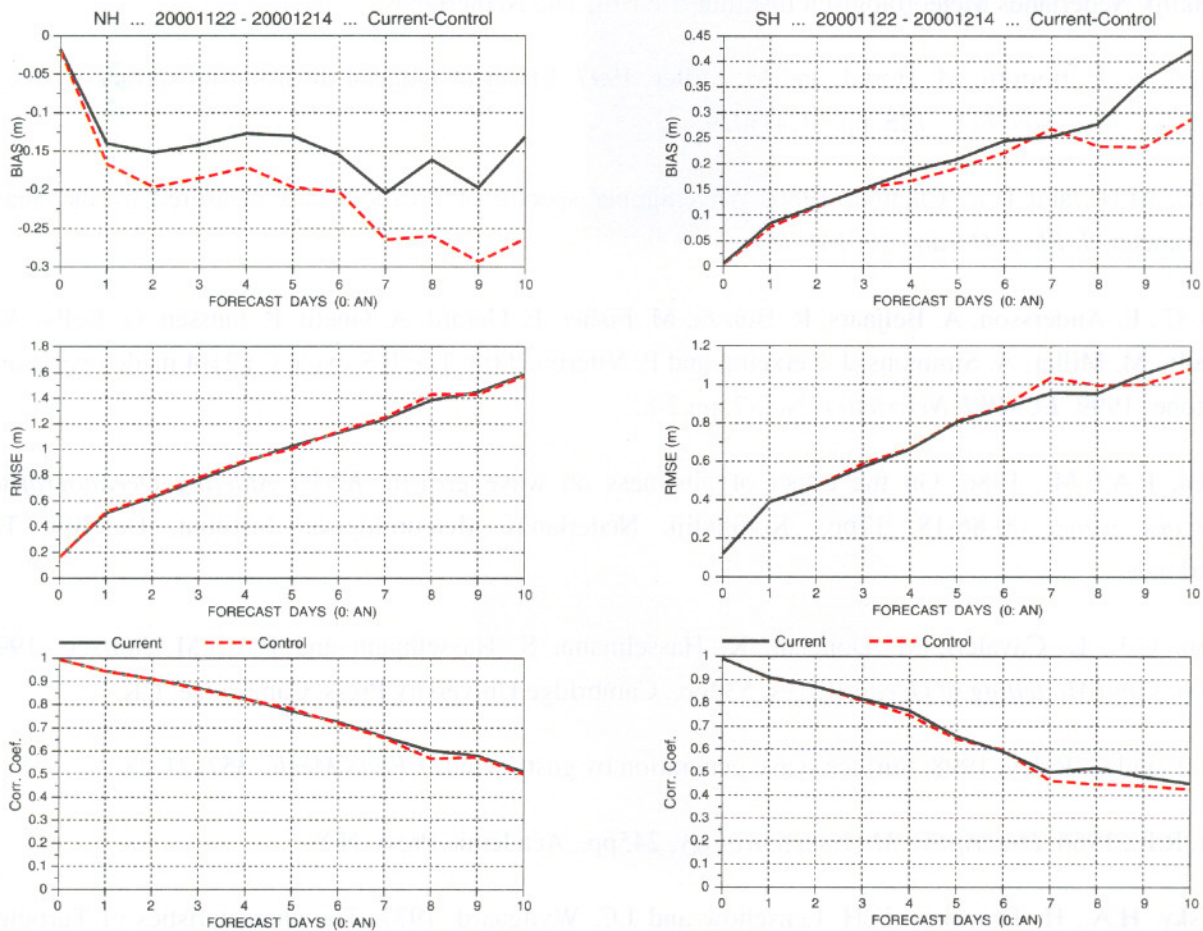 NH ... 20001122 - 20001214 ... Current-Control
0
-0.05
-0.1
-0.15
-0.2
-0.25
-0.3
BIAS (m)
0 1 2 3 4 5 6 7 8 9 10
FORECAST DAYS (0: AN)
SH ... 20001122 - 20001214 ... Current-Control
0.45
0.4
0.35
0.3
0.25
0.2
0.15
0.1
0.05
0
BIAS (m)
0 1 2 3 4 5 6 7 8 9 10
FORECAST DAYS (0: AN)
1.8
1.6
1.4
1.2
1
0.8
0.6
0.4
0.2
0
RMSE (m)
0 1 2 3 4 5 6 7 8 9 10
FORECAST DAYS (0: AN)
1.2
1
0.8
0.6
0.4
0.2
0
RMSE (m)
0 1 2 3 4 5 6 7 8 9 10
FORECAST DAYS (0: AN)
Current Control
1
0.9
0.8
0.7
0.6
0.5
0.4
0.3
0.2
0.1
0
Corr. Coef.
0 1 2 3 4 5 6 7 8 9 10
FORECAST DAYS (0: AN)
Current Control
1
0.9
0.8
0.7
0.6
0.5
0.4
0.3
0.2
0.1
0
Corr. Coef.
0 1 2 3 4 5 6 7 8 9 10
FORECAST DAYS (0: AN)